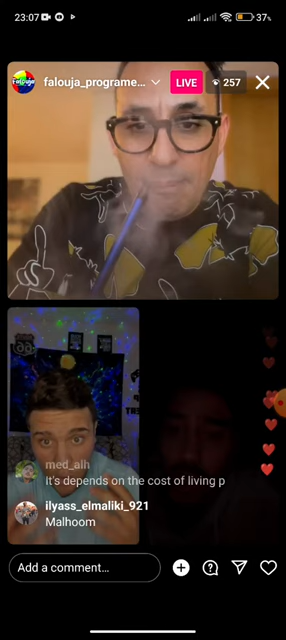 23:07
37%
falouja_programe...
LIVE
257
med_alh
It's depends on the cost of living p
ilyass_elmaliki_921
Malhoom
Add a comment...